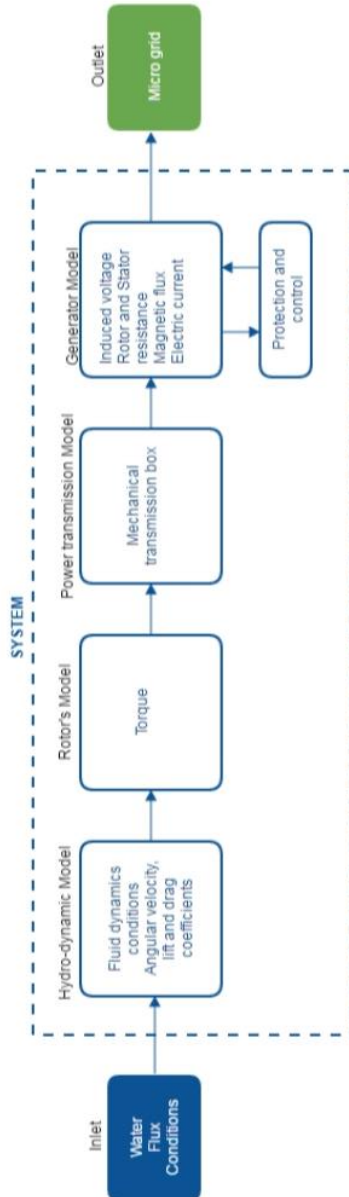 SYSTEM
Inlet
Water
Flux
Conditions
Hydro-dynamic Model
Fluid dynamics
conditions
Angular velocity,
lift and drag
coefficients
Rotor's Model
Torque
Power transmission Model
Mechanical
transmission box
Generator Model
Induced voltage
Rotor and Stator
resistance
Magnetic flux
Electric current
Protection and
control
Outlet
Micro grid